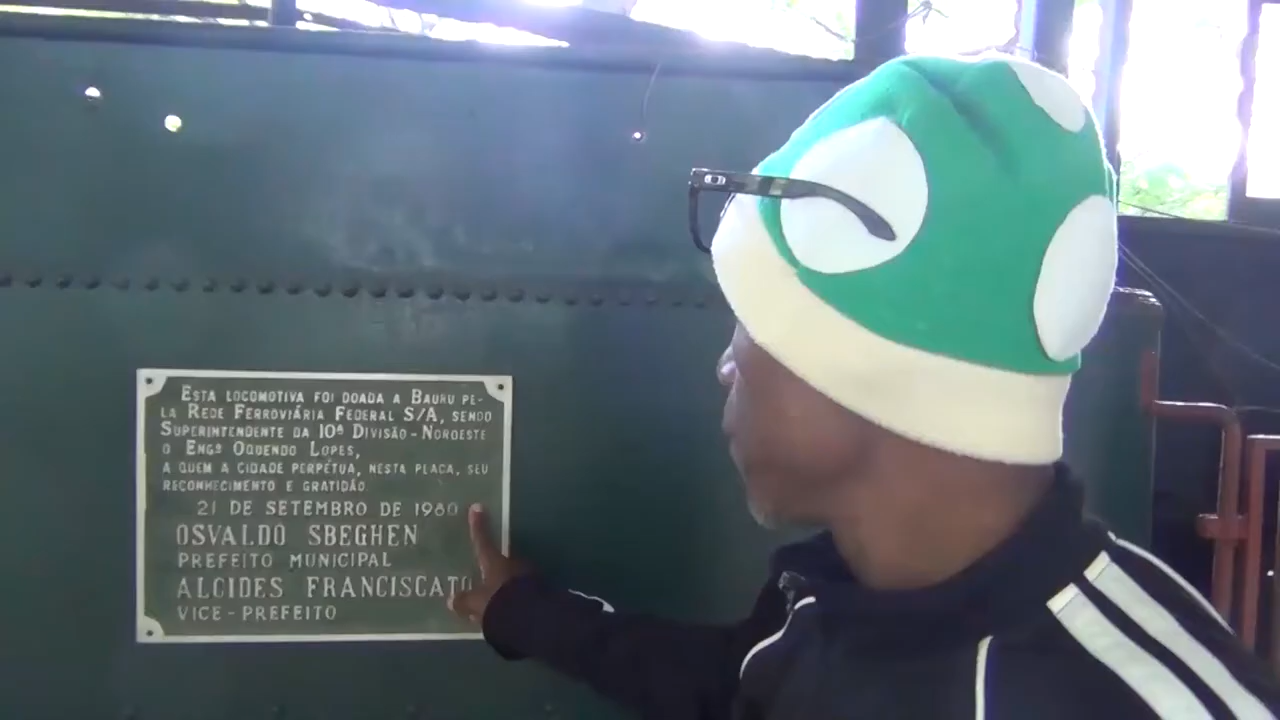 ESTA LOCOMOTIVA FOI DOADA A BAURU PE-
LA REDE FERROVIÁRIA FEDERAL S/A, SENDO
SUPERINTENDENTE DA 10ª DIVISÃO - NOROESTE
O ENGº OQUENDO LOPES,
A QUEM A CIDADE PERPÉTUA, NESTA PLACA, SEU
RECONHECIMENTO E GRATIDÃO.
21 DE SETEMBRO DE 1980
OSVALDO SBEGHEN
PREFEITO MUNICIPAL
ALCIDES FRANCISCATO
VICE-PREFEITO